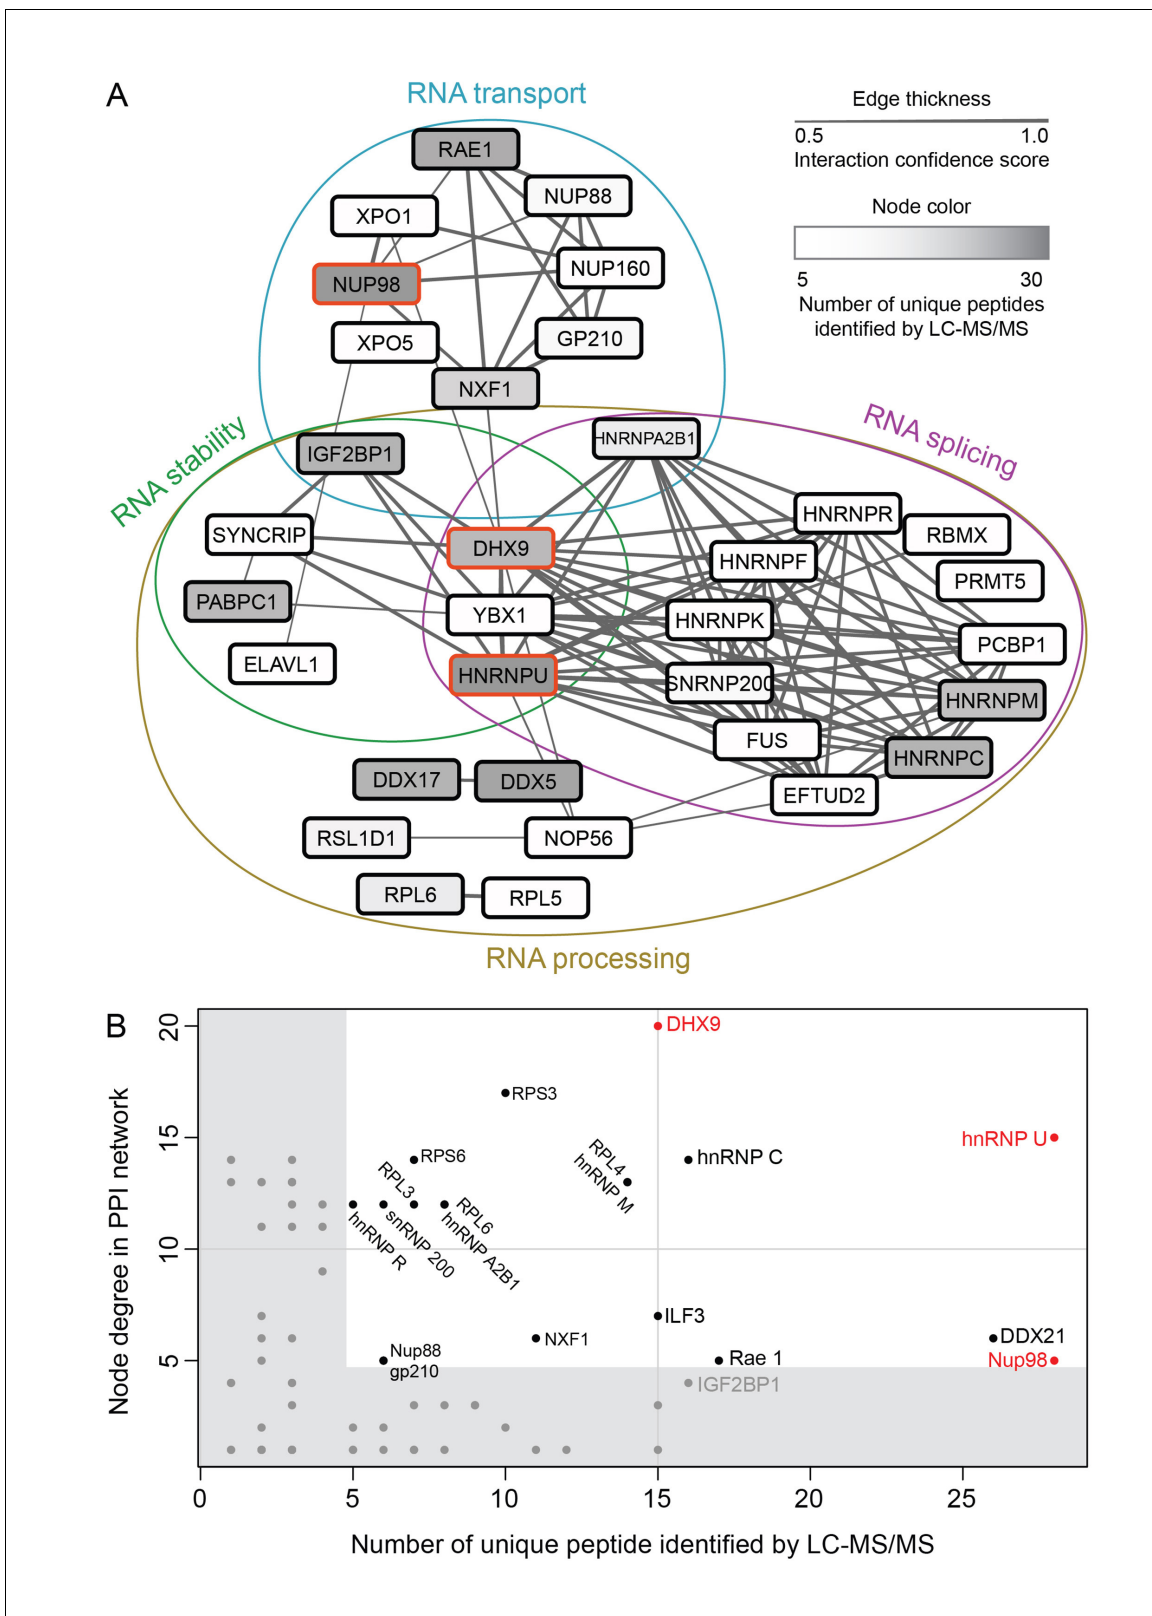 A
RNA transport
Edge thickness
0.5 1.0
Interaction confidence score
Node color
5 30
Number of unique peptides
identified by LC-MS/MS
RAE1
NUP88
XPO1
NUP160
NUP98
XPO5
GP210
NXF1
RNA stability
RNA splicing
IGF2BP1
HNRNPA2B1
HNRNPR
RBMX
SYNCRIP
DHX9
HNRNPF
PRMT5
PABPC1
YBX1
HNRNPK
PCBP1
ELAVL1
HNRNPU
SNRNP200
HNRNPM
FUS
HNRNPC
DDX17
DDX5
EFTUD2
RSL1D1
NOP56
RPL6
RPL5
RNA processing
B
Node degree in PPI network
20
15
10
5
DHX9
RPS3
hnRNP U
RPS6
RPL4
hnRNP M
hnRNP C
RPL3
RPL6
hnRNP R
snRNP 200
hnRNP A2B1
ILF3
NXF1
DDX21
Nup88
gp210
Rae 1
Nup98
IGF2BP1
0 5 10 15 20 25
Number of unique peptide identified by LC-MS/MS